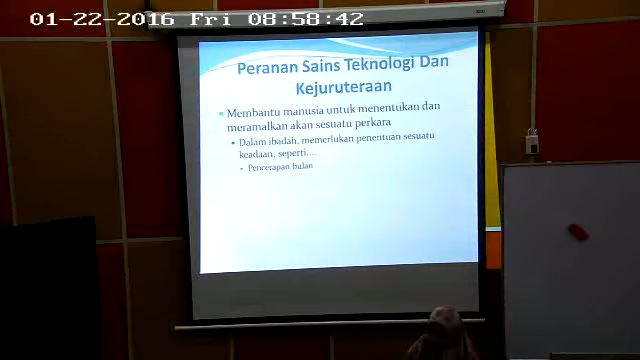 01-22-2016 Fri 08:58:42
Peranan Sains Teknologi Dan
Kejuruteraan
Membantu manusia untuk menentukan dan
meramalkan akan sesuatu perkara
Dalam ibadah, memerlukan penentuan sesuatu
keadaan, seperti....
Pencerapan bulan